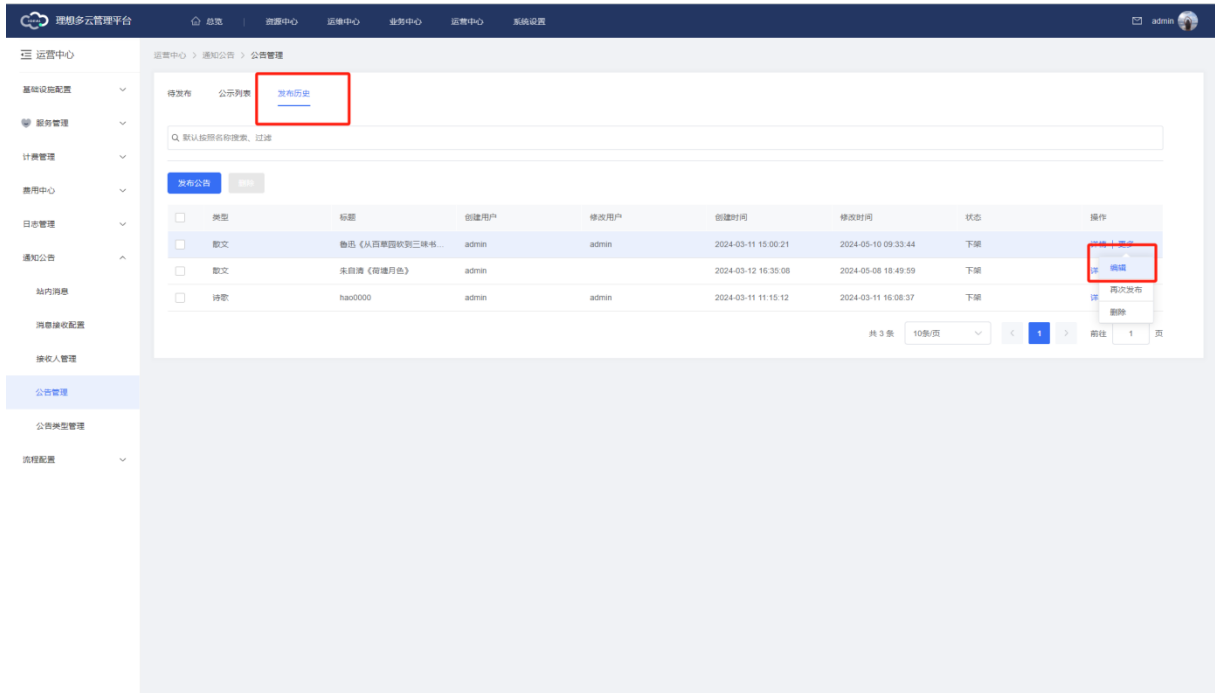 理想多云管理平台 总览 | 资源中心 运维中心 业务中心 运营中心 系统设置 admin
运营中心
运营中心 > 通知公告 > 公告管理
基础设施配置
服务管理
计费管理
费用中心
日志管理
通知公告
站内消息
消息接收配置
接收人管理
公告管理
公告类型管理
流程配置
待发布 公示列表 发布历史
默认按照名称搜索、过滤
发布公告 删除
类型 标题 创建用户 修改用户 创建时间 修改时间 状态 操作
散文 鲁迅《从百草园软到三味书... admin admin 2024-03-11 15:00:21 2024-05-10 09:33:44 下架 详情 | 更多
散文 朱自清《荷塘月色》 admin 2024-03-12 16:35:08 2024-05-08 18:49:59 下架 详
诗歌 hao0000 admin admin 2024-03-11 11:15:12 2024-03-11 16:08:37 下架 详
编辑
再次发布
删除
共 3 条 10条/页 < 1 > 前往 1 页